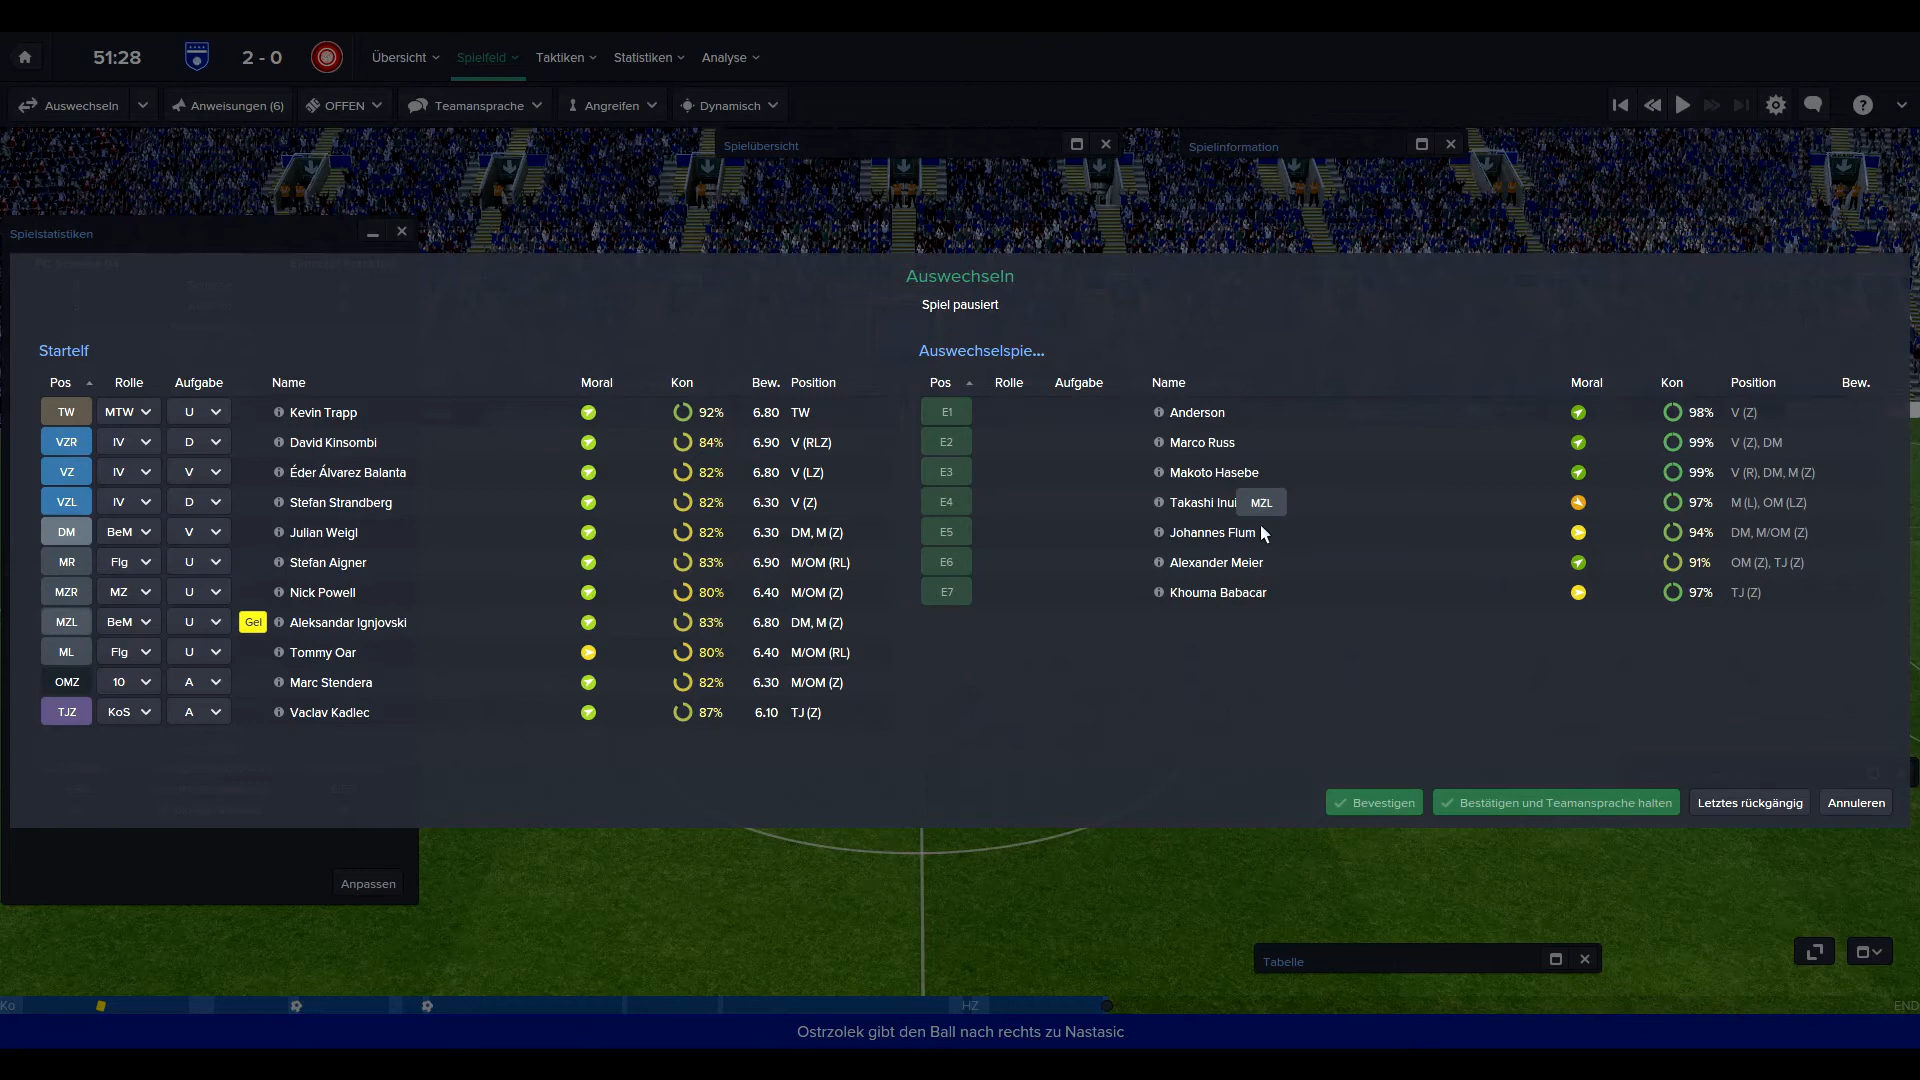 51:28
2 - 0
Übersicht
Spielfeld
Taktiken
Statistiken
Analyse
Auswechseln
Anweisungen (6)
OFFEN
Teamansprache
Angreifen
Dynamisch
Spielübersicht
Spielinformation
Spielstatistiken
Auswechseln
Spiel pausiert
Startelf
Pos Rolle Aufgabe Name Moral Kon Bew. Position
TW MTW U Kevin Trapp 92% 6.80 TW
VZR IV D David Kinsombi 84% 6.90 V (RLZ)
VZ IV V Éder Álvarez Balanta 82% 6.80 V (LZ)
VZL IV D Stefan Strandberg 82% 6.30 V (Z)
DM BeM V Julian Weigl 82% 6.30 DM, M (Z)
MR Flg U Stefan Aigner 83% 6.90 M/OM (RL)
MZR MZ U Nick Powell 80% 6.40 M/OM (Z)
MZL BeM U Gel Aleksandar Ignjovski 83% 6.80 DM, M (Z)
ML Flg U Tommy Oar 80% 6.40 M/OM (RL)
OMZ 10 A Marc Stendera 82% 6.30 M/OM (Z)
TJZ KoS A Vaclav Kadlec 87% 6.10 TJ (Z)
Auswechselspie...
Pos Rolle Aufgabe Name Moral Kon Position Bew.
E1 Anderson 98% V (Z)
E2 Marco Russ 99% V (Z), DM
E3 Makoto Hasebe 99% V (R), DM, M (Z)
E4 Takashi Inui MZL 97% M (L), OM (LZ)
E5 Johannes Flum 94% DM, M/OM (Z)
E6 Alexander Meier 91% OM (Z), TJ (Z)
E7 Khouma Babacar 97% TJ (Z)
Bevestigen
Bestätigen und Teamansprache halten
Letztes rückgängig
Annuleren
Anpassen
Tabelle
Ko
HZ
END
Ostrzolek gibt den Ball nach rechts zu Nastasic